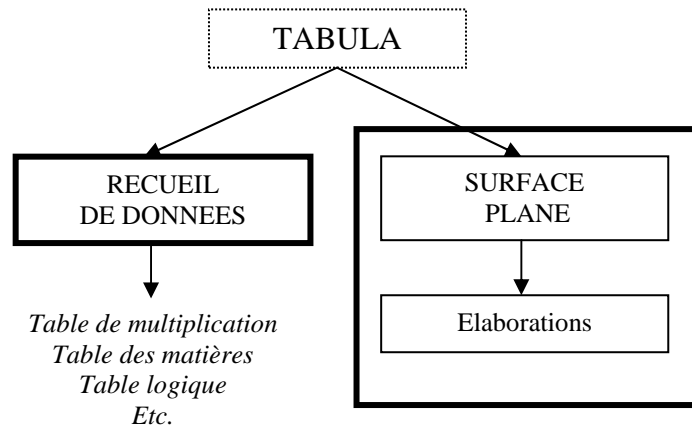 TABULA
RECUEIL
DE DONNEES
SURFACE
PLANE
Table de multiplication
Table des matières
Table logique
Etc.
Elaborations